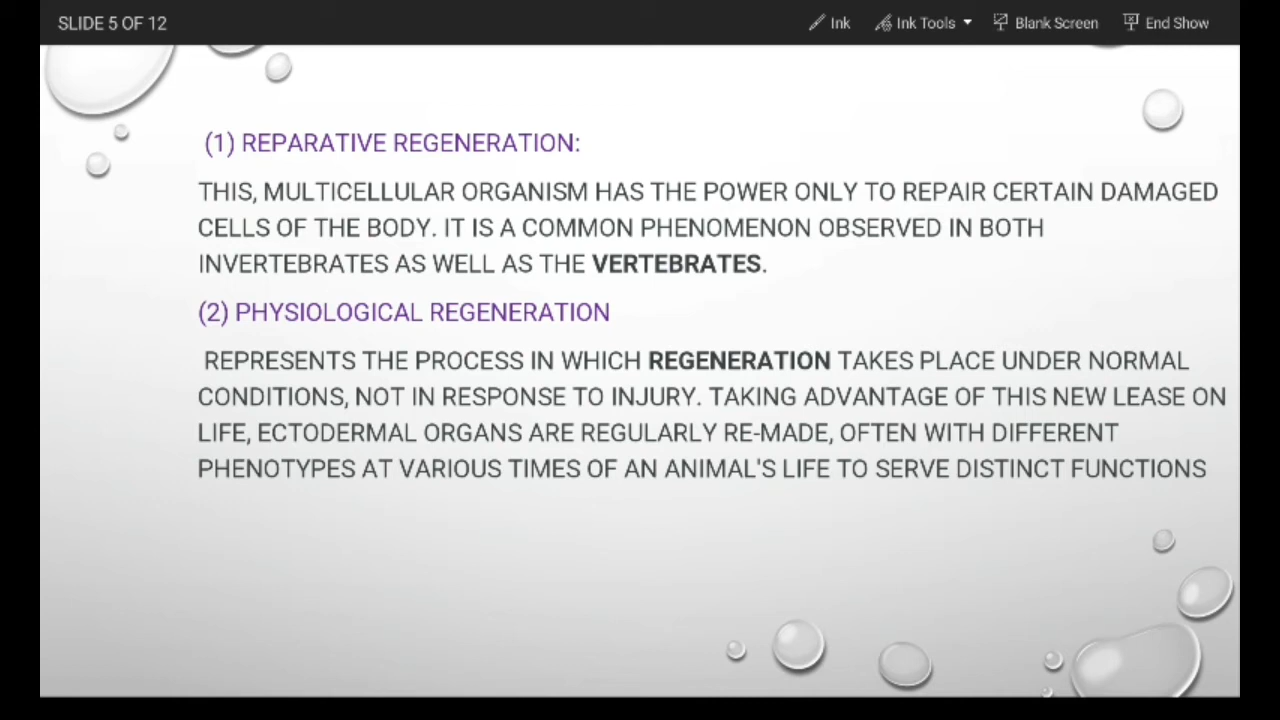 SLIDE 5 OF 12
Ink
Ink Tools
Blank Screen
End Show
(1) REPARATIVE REGENERATION:
THIS, MULTICELLULAR ORGANISM HAS THE POWER ONLY TO REPAIR CERTAIN DAMAGED
CELLS OF THE BODY. IT IS A COMMON PHENOMENON OBSERVED IN BOTH
INVERTEBRATES AS WELL AS THE VERTEBRATES.
(2) PHYSIOLOGICAL REGENERATION
REPRESENTS THE PROCESS IN WHICH REGENERATION TAKES PLACE UNDER NORMAL
CONDITIONS, NOT IN RESPONSE TO INJURY. TAKING ADVANTAGE OF THIS NEW LEASE ON
LIFE, ECTODERMAL ORGANS ARE REGULARLY RE-MADE, OFTEN WITH DIFFERENT
PHENOTYPES AT VARIOUS TIMES OF AN ANIMAL'S LIFE TO SERVE DISTINCT FUNCTIONS